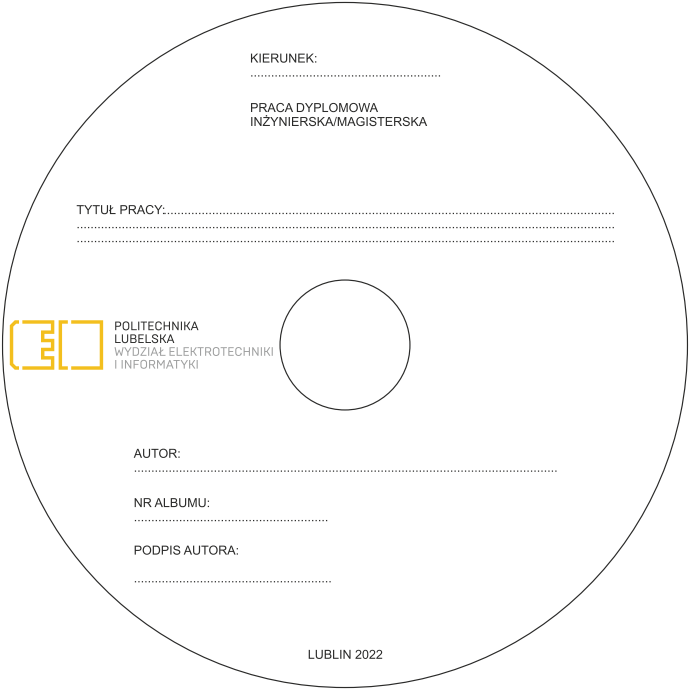 KIERUNEK:
........................................................
PRACA DYPLOMOWA
INŻYNIERSKA/MAGISTERSKA
TYTUŁ PRACY:....................................................................................................................................
................................................................................................................................................................
................................................................................................................................................................
POLITECHNIKA
LUBELSKA
WYDZIAŁ ELEKTROTECHNIKI
I INFORMATYKI
AUTOR:
..............................................................................................................................
NR ALBUMU:
.........................................................
PODPIS AUTORA:
..........................................................
LUBLIN 2022